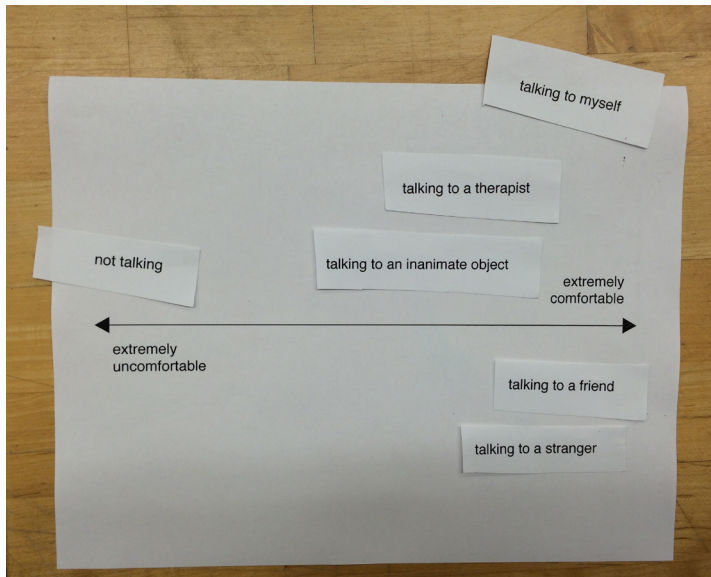 talking to myself
talking to a therapist
not talking
talking to an inanimate object
extremely
comfortable
extremely
uncomfortable
talking to a friend
talking to a stranger